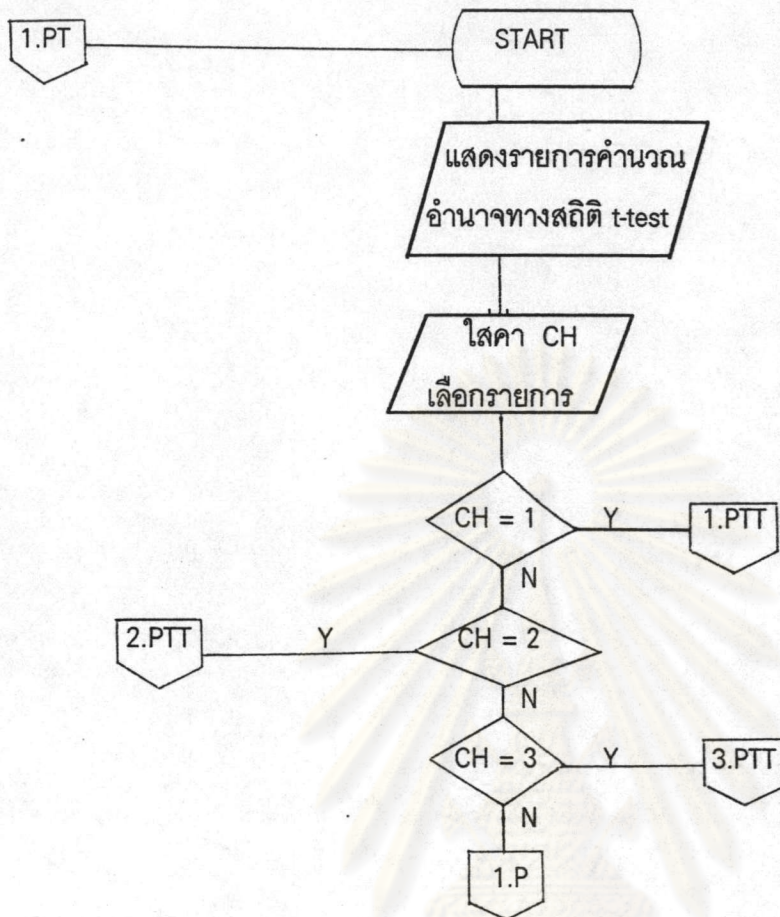 1.PT
START
แสดงรายการคำนวณ
อำนาจทางสถิติ t-test
ใสคา CH
เลือกรายการ
CH = 1
Y
1.PTT
N
2.PTT
Y
CH = 2
N
CH = 3
Y
3.PTT
N
1.P